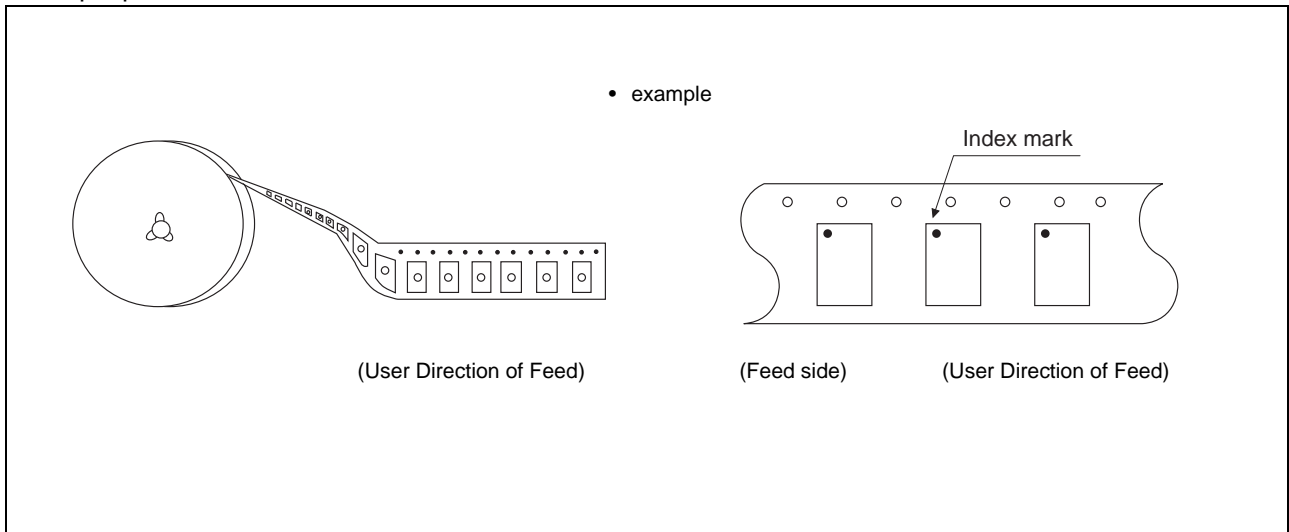 • example
Index mark
(User Direction of Feed)
(Feed side)
(User Direction of Feed)